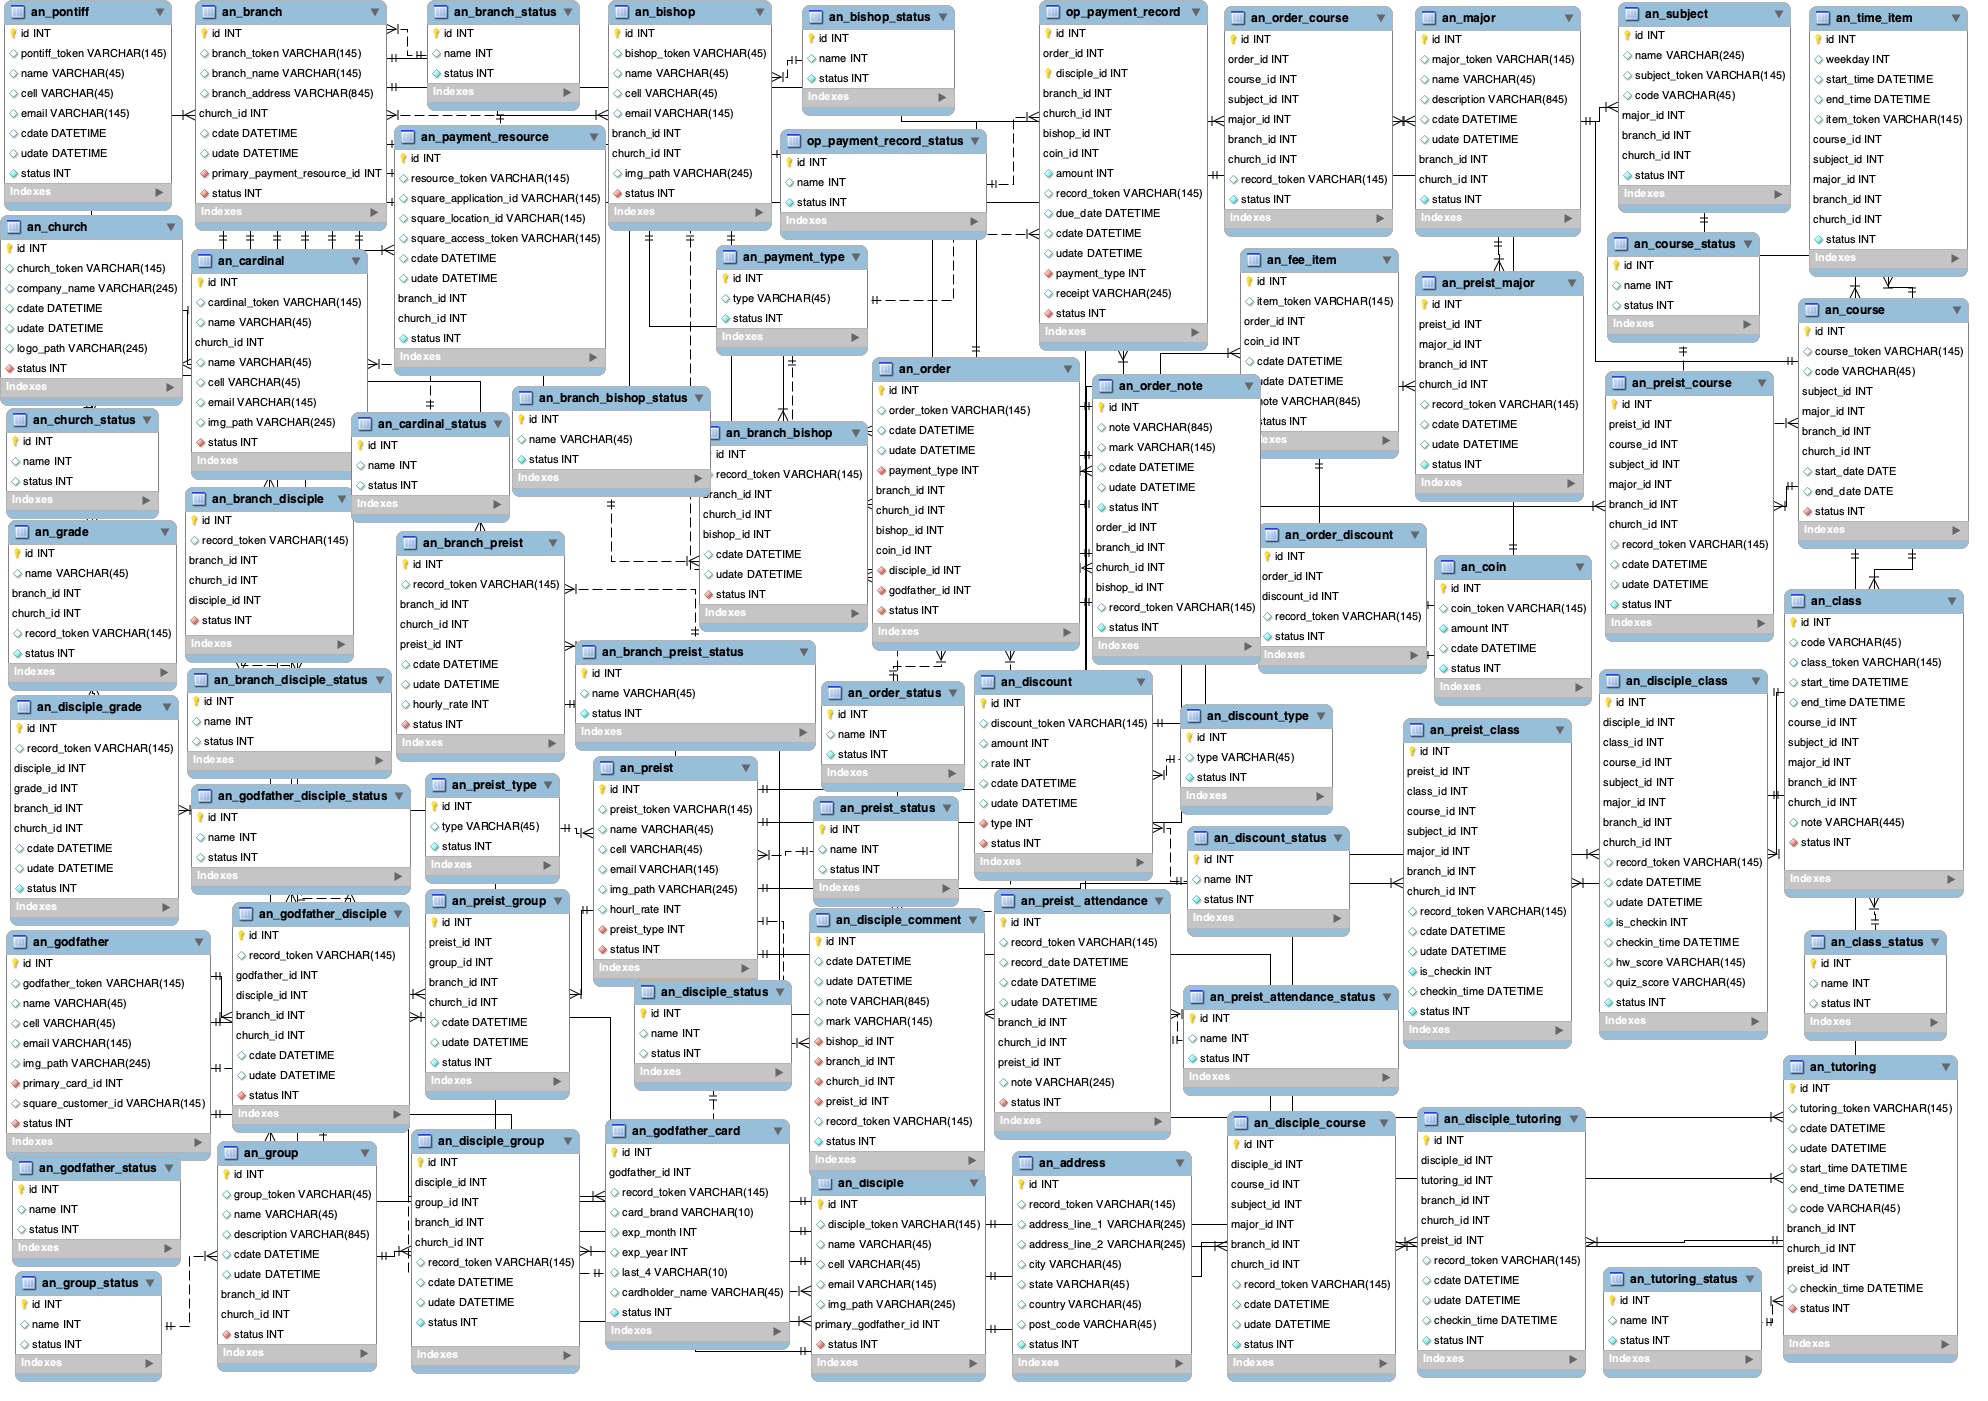 an_pontiff
id INT
pontiff_token VARCHAR(145)
name VARCHAR(45)
cell VARCHAR(45)
email VARCHAR(145)
cdate DATETIME
udate DATETIME
status INT
Indexes
an_branch
id INT
branch_token VARCHAR(145)
branch_name VARCHAR(145)
branch_address VARCHAR(845)
church_id INT
cdate DATETIME
udate DATETIME
primary_payment_resource_id INT
status INT
Indexes
an_branch_status
id INT
name INT
status INT
Indexes
an_bishop
id INT
bishop_token VARCHAR(45)
name VARCHAR(45)
cell VARCHAR(45)
email VARCHAR(145)
branch_id INT
church_id INT
img_path VARCHAR(245)
status INT
Indexes
an_bishop_status
id INT
name INT
status INT
Indexes
op_payment_record
id INT
order_id INT
disciple_id INT
branch_id INT
church_id INT
bishop_id INT
coin_id INT
amount INT
record_token VARCHAR(145)
due_date DATETIME
cdate DATETIME
udate DATETIME
payment_type INT
receipt VARCHAR(245)
status INT
Indexes
an_order_course
id INT
order_id INT
course_id INT
subject_id INT
major_id INT
branch_id INT
church_id INT
record_token VARCHAR(145)
status INT
Indexes
an_major
id INT
major_token VARCHAR(145)
name VARCHAR(45)
description VARCHAR(845)
cdate DATETIME
udate DATETIME
branch_id INT
church_id INT
status INT
Indexes
an_subject
id INT
name VARCHAR(245)
subject_token VARCHAR(145)
code VARCHAR(45)
major_id INT
branch_id INT
church_id INT
status INT
Indexes
an_time_item
id INT
weekday INT
start_time DATETIME
end_time DATETIME
item_token VARCHAR(145)
course_id INT
subject_id INT
major_id INT
branch_id INT
church_id INT
status INT
Indexes
an_payment_resource
id INT
resource_token VARCHAR(145)
square_application_id VARCHAR(145)
square_location_id VARCHAR(145)
square_access_token VARCHAR(145)
cdate DATETIME
udate DATETIME
branch_id INT
church_id INT
status INT
Indexes
op_payment_record_status
id INT
name INT
status INT
Indexes
an_church
id INT
church_token VARCHAR(145)
company_name VARCHAR(245)
cdate DATETIME
udate DATETIME
logo_path VARCHAR(245)
status INT
Indexes
an_cardinal
id INT
cardinal_token VARCHAR(145)
name VARCHAR(45)
church_id INT
name VARCHAR(45)
cell VARCHAR(45)
email VARCHAR(145)
img_path VARCHAR(245)
status INT
Indexes
an_payment_type
id INT
type VARCHAR(45)
status INT
Indexes
an_fee_item
id INT
item_token VARCHAR(145)
order_id INT
coin_id INT
cdate DATETIME
udate DATETIME
note VARCHAR(845)
status INT
Indexes
an_preist_major
id INT
preist_id INT
major_id INT
branch_id INT
church_id INT
record_token VARCHAR(145)
cdate DATETIME
udate DATETIME
status INT
Indexes
an_course_status
id INT
name INT
status INT
Indexes
an_course
id INT
course_token VARCHAR(145)
code VARCHAR(45)
subject_id INT
major_id INT
branch_id INT
church_id INT
start_date DATE
end_date DATE
status INT
Indexes
an_church_status
id INT
name INT
status INT
Indexes
an_cardinal_status
id INT
name INT
status INT
Indexes
an_branch_bishop_status
id INT
name VARCHAR(45)
status INT
Indexes
an_branch_bishop
record_token VARCHAR(145)
branch_id INT
church_id INT
bishop_id INT
cdate DATETIME
udate DATETIME
status INT
Indexes
an_order
id INT
order_token VARCHAR(145)
cdate DATETIME
udate DATETIME
payment_type INT
branch_id INT
church_id INT
bishop_id INT
coin_id INT
disciple_id INT
godfather_id INT
status INT
Indexes
an_order_note
id INT
note VARCHAR(845)
mark VARCHAR(145)
cdate DATETIME
udate DATETIME
status INT
order_id INT
branch_id INT
church_id INT
bishop_id INT
record_token VARCHAR(145)
status INT
Indexes
an_preist_course
id INT
preist_id INT
course_id INT
subject_id INT
major_id INT
branch_id INT
church_id INT
record_token VARCHAR(145)
cdate DATETIME
udate DATETIME
status INT
Indexes
an_grade
id INT
name VARCHAR(45)
branch_id INT
church_id INT
record_token VARCHAR(145)
status INT
Indexes
an_branch_disciple
id INT
record_token VARCHAR(145)
branch_id INT
church_id INT
disciple_id INT
status INT
Indexes
an_branch_preist
id INT
record_token VARCHAR(145)
branch_id INT
church_id INT
preist_id INT
cdate DATETIME
udate DATETIME
hourly_rate INT
status INT
Indexes
an_order_discount
id INT
order_id INT
discount_id INT
record_token VARCHAR(145)
status INT
Indexes
an_coin
id INT
coin_token VARCHAR(145)
amount INT
cdate DATETIME
status INT
Indexes
an_class
id INT
code VARCHAR(45)
class_token VARCHAR(145)
start_time DATETIME
end_time DATETIME
course_id INT
subject_id INT
major_id INT
branch_id INT
church_id INT
note VARCHAR(445)
status INT
Indexes
an_disciple_grade
id INT
record_token VARCHAR(145)
disciple_id INT
grade_id INT
branch_id INT
church_id INT
cdate DATETIME
udate DATETIME
status INT
Indexes
an_branch_disciple_status
id INT
name INT
status INT
Indexes
an_branch_preist_status
id INT
name VARCHAR(45)
status INT
Indexes
an_order_status
id INT
name INT
status INT
Indexes
an_discount
id INT
discount_token VARCHAR(145)
amount INT
rate INT
cdate DATETIME
udate DATETIME
type INT
status INT
Indexes
an_discount_type
id INT
type VARCHAR(45)
status INT
Indexes
an_preist_class
id INT
preist_id INT
class_id INT
course_id INT
subject_id INT
major_id INT
branch_id INT
church_id INT
record_token VARCHAR(145)
cdate DATETIME
udate DATETIME
is_checkin INT
checkin_time DATETIME
status INT
Indexes
an_disciple_class
id INT
disciple_id INT
class_id INT
course_id INT
subject_id INT
major_id INT
branch_id INT
church_id INT
record_token VARCHAR(145)
cdate DATETIME
udate DATETIME
is_checkin INT
checkin_time DATETIME
hw_score VARCHAR(145)
quiz_score VARCHAR(45)
status INT
Indexes
an_godfather_disciple_status
id INT
name INT
status INT
Indexes
an_preist_type
id INT
type VARCHAR(45)
status INT
Indexes
an_preist
id INT
preist_token VARCHAR(145)
name VARCHAR(45)
cell VARCHAR(45)
email VARCHAR(145)
img_path VARCHAR(245)
hourl_rate INT
preist_type INT
status INT
Indexes
an_preist_status
id INT
name INT
status INT
Indexes
an_discount_status
id INT
name INT
status INT
Indexes
an_godfather
id INT
godfather_token VARCHAR(145)
name VARCHAR(45)
cell VARCHAR(45)
email VARCHAR(145)
img_path VARCHAR(245)
primary_card_id INT
square_customer_id VARCHAR(145)
status INT
Indexes
an_godfather_disciple
id INT
record_token VARCHAR(145)
godfather_id INT
disciple_id INT
branch_id INT
church_id INT
cdate DATETIME
udate DATETIME
status INT
Indexes
an_preist_group
id INT
preist_id INT
group_id INT
branch_id INT
church_id INT
cdate DATETIME
udate DATETIME
status INT
Indexes
an_disciple_status
id INT
name INT
status INT
Indexes
an_disciple_comment
id INT
cdate DATETIME
udate DATETIME
note VARCHAR(845)
mark VARCHAR(145)
bishop_id INT
branch_id INT
church_id INT
preist_id INT
record_token VARCHAR(145)
status INT
Indexes
an_preist_ attendance
id INT
record_token VARCHAR(145)
record_date DATETIME
cdate DATETIME
udate DATETIME
branch_id INT
church_id INT
preist_id INT
note VARCHAR(245)
status INT
Indexes
an_preist_attendance_status
id INT
name INT
status INT
Indexes
an_class_status
id INT
name INT
status INT
Indexes
an_godfather_status
id INT
name INT
status INT
Indexes
an_group
id INT
group_token VARCHAR(45)
name VARCHAR(45)
description VARCHAR(845)
cdate DATETIME
udate DATETIME
branch_id INT
church_id INT
status INT
Indexes
an_disciple_group
id INT
disciple_id INT
group_id INT
branch_id INT
church_id INT
record_token VARCHAR(145)
cdate DATETIME
udate DATETIME
status INT
Indexes
an_godfather_card
id INT
godfather_id INT
record_token VARCHAR(145)
card_brand VARCHAR(10)
exp_month INT
exp_year INT
last_4 VARCHAR(10)
cardholder_name VARCHAR(45)
status INT
Indexes
an_disciple
id INT
disciple_token VARCHAR(145)
name VARCHAR(45)
cell VARCHAR(45)
email VARCHAR(145)
img_path VARCHAR(245)
primary_godfather_id INT
status INT
Indexes
an_address
id INT
record_token VARCHAR(145)
address_line_1 VARCHAR(245)
address_line_2 VARCHAR(245)
city VARCHAR(45)
state VARCHAR(45)
country VARCHAR(45)
post_code VARCHAR(45)
status INT
Indexes
an_disciple_course
id INT
disciple_id INT
course_id INT
subject_id INT
major_id INT
branch_id INT
church_id INT
record_token VARCHAR(145)
cdate DATETIME
udate DATETIME
status INT
Indexes
an_disciple_tutoring
id INT
disciple_id INT
tutoring_id INT
branch_id INT
church_id INT
preist_id INT
record_token VARCHAR(145)
cdate DATETIME
udate DATETIME
checkin_time DATETIME
status INT
Indexes
an_tutoring
id INT
tutoring_token VARCHAR(145)
cdate DATETIME
udate DATETIME
start_time DATETIME
end_time DATETIME
code VARCHAR(45)
branch_id INT
church_id INT
preist_id INT
checkin_time DATETIME
status INT
Indexes
an_group_status
id INT
name INT
status INT
Indexes
an_tutoring_status
id INT
name INT
status INT
Indexes